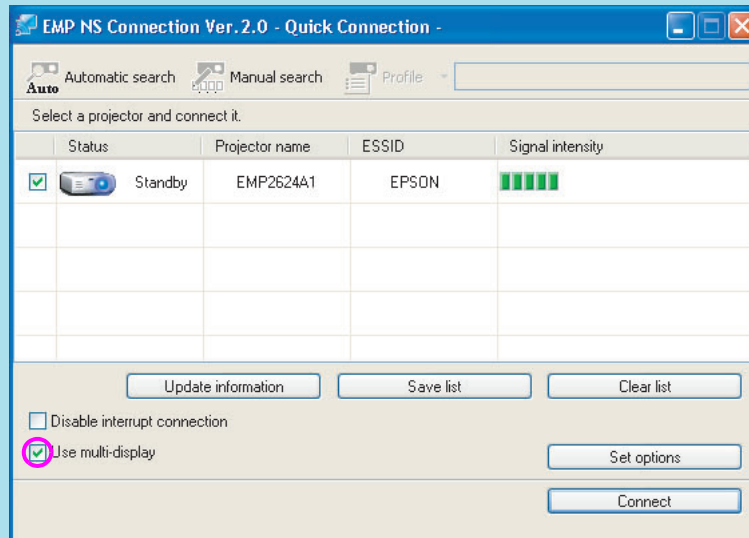 EMP NS Connection Ver.2.0 - Quick Connection -
Auto Automatic search Manual search Profile
Select a projector and connect it.
Status Projector name ESSID Signal intensity
Standby EMP2624A1 EPSON
Update information Save list Clear list
Disable interrupt connection
Use multi-display Set options
Connect